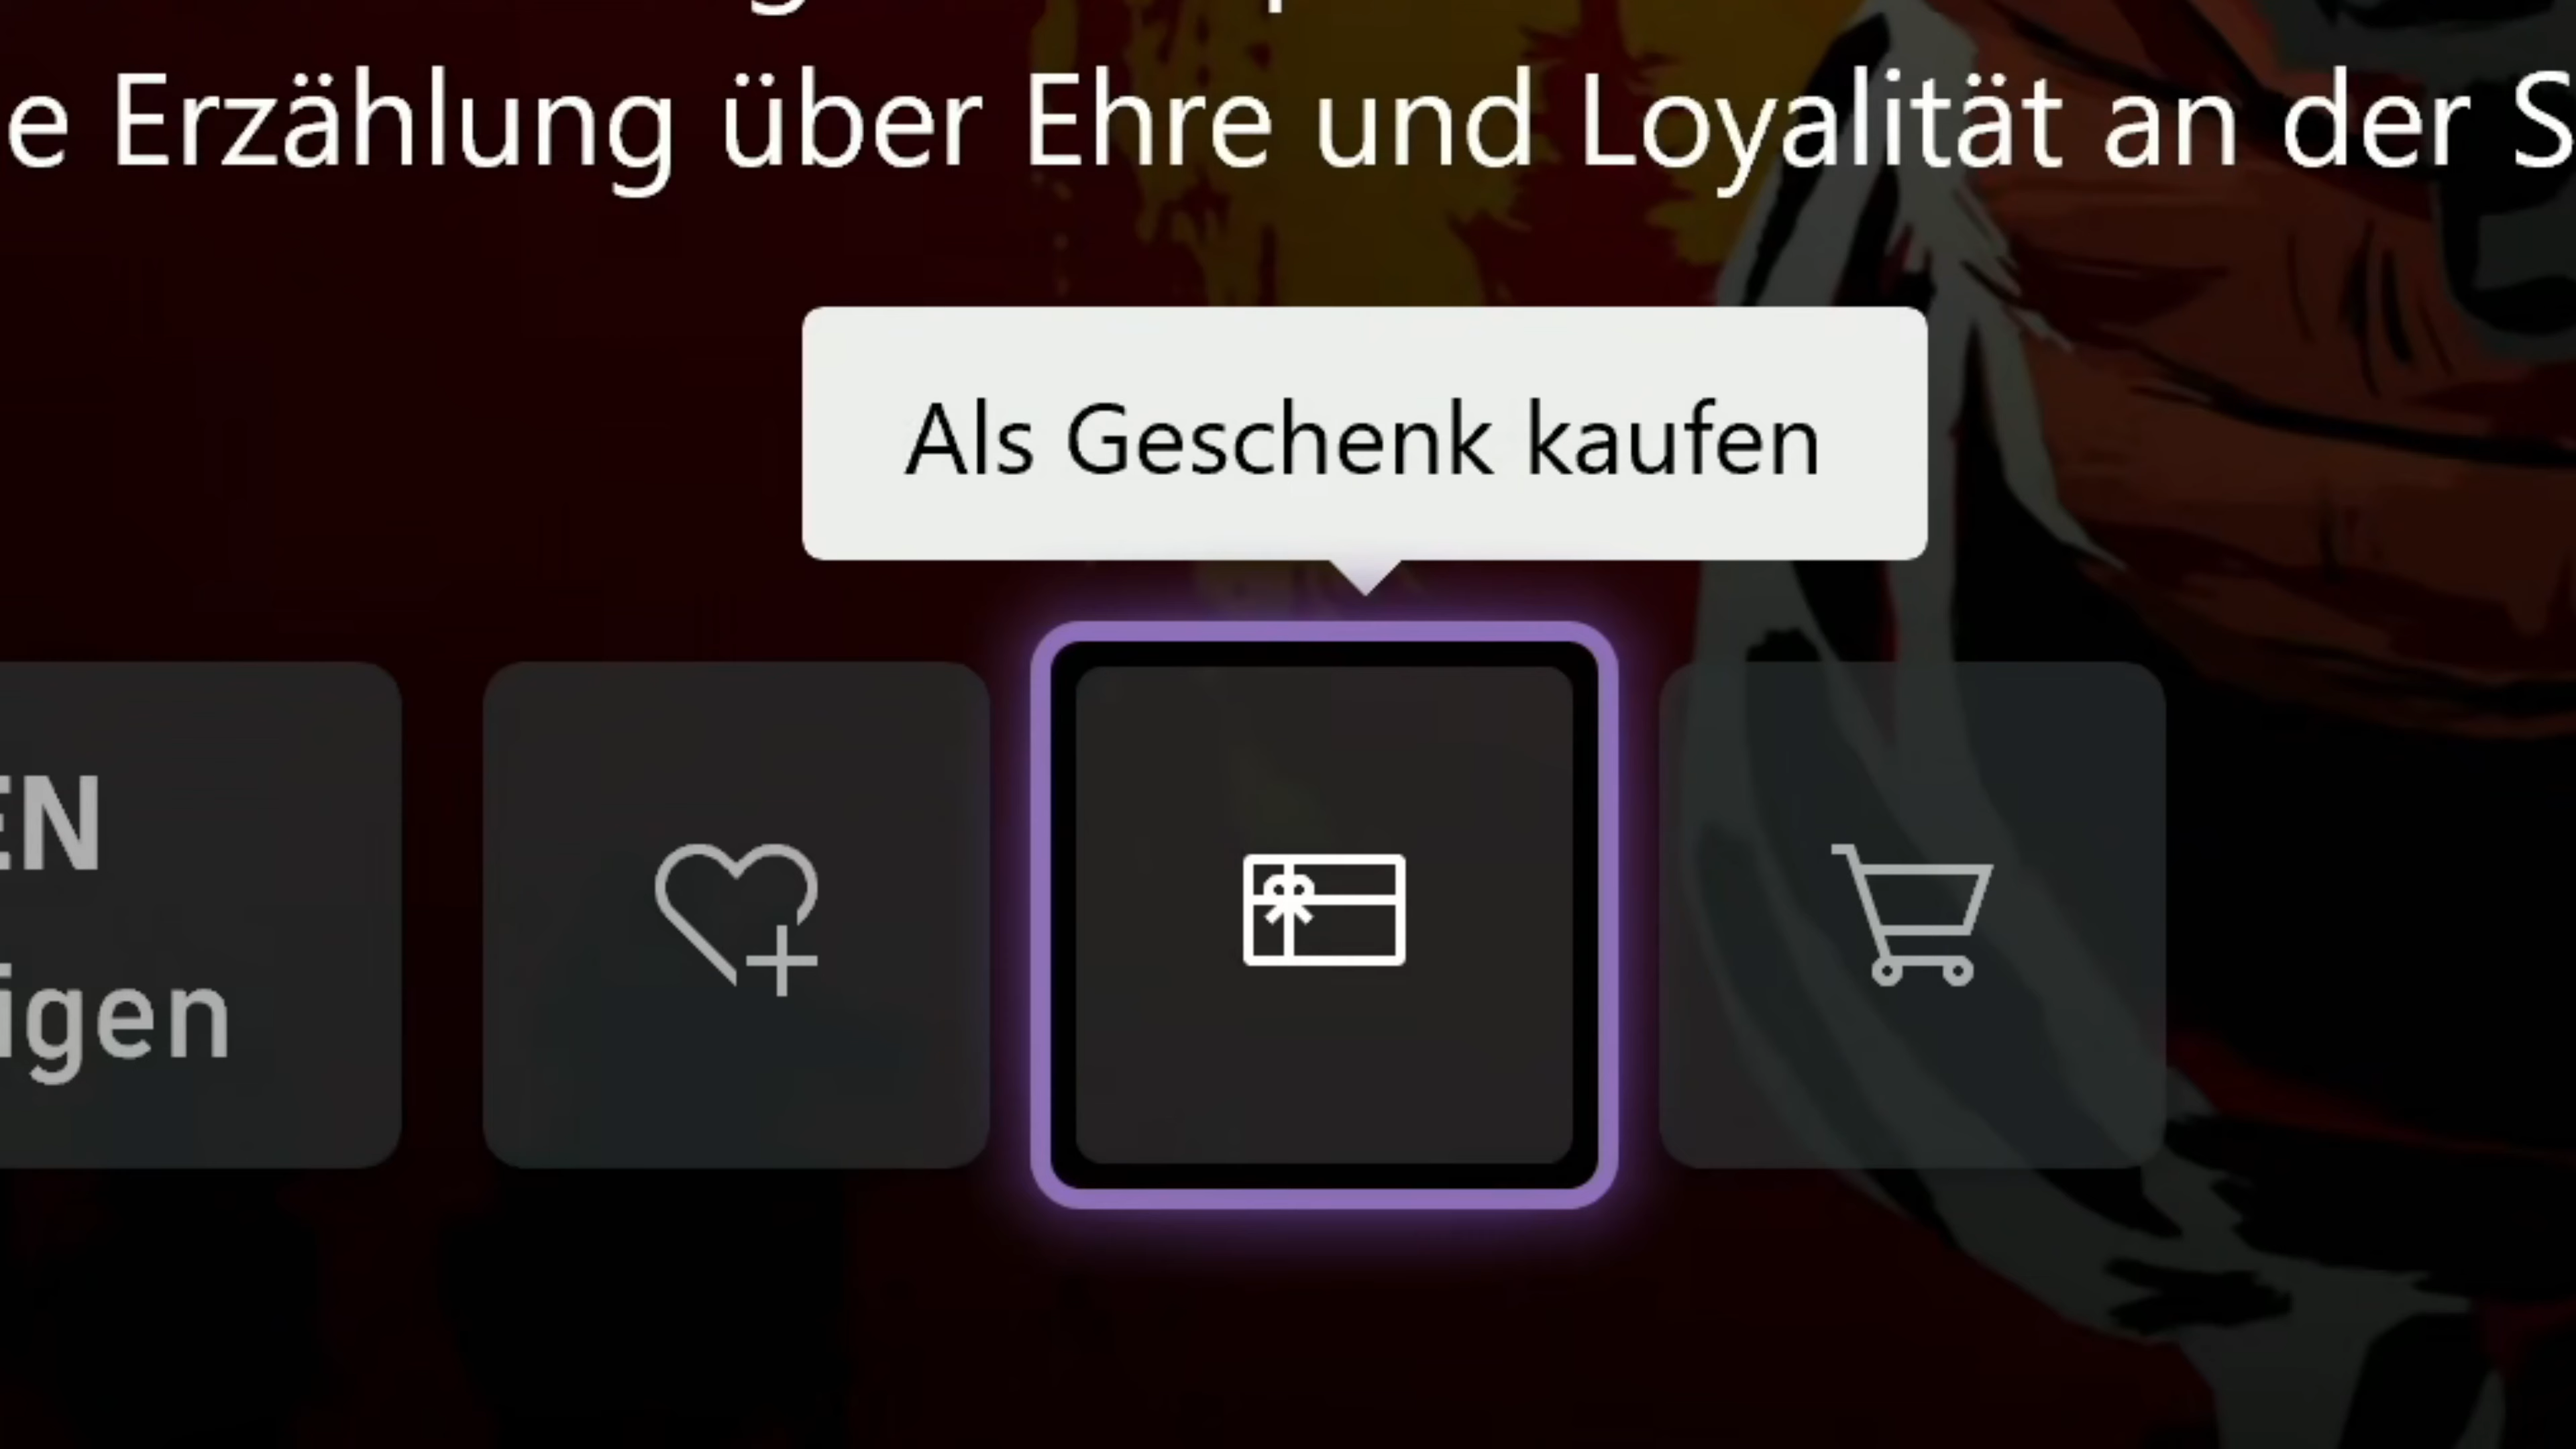 e Erzählung über Ehre und Loyalität an der S
Als Geschenk kaufen
EN
igen